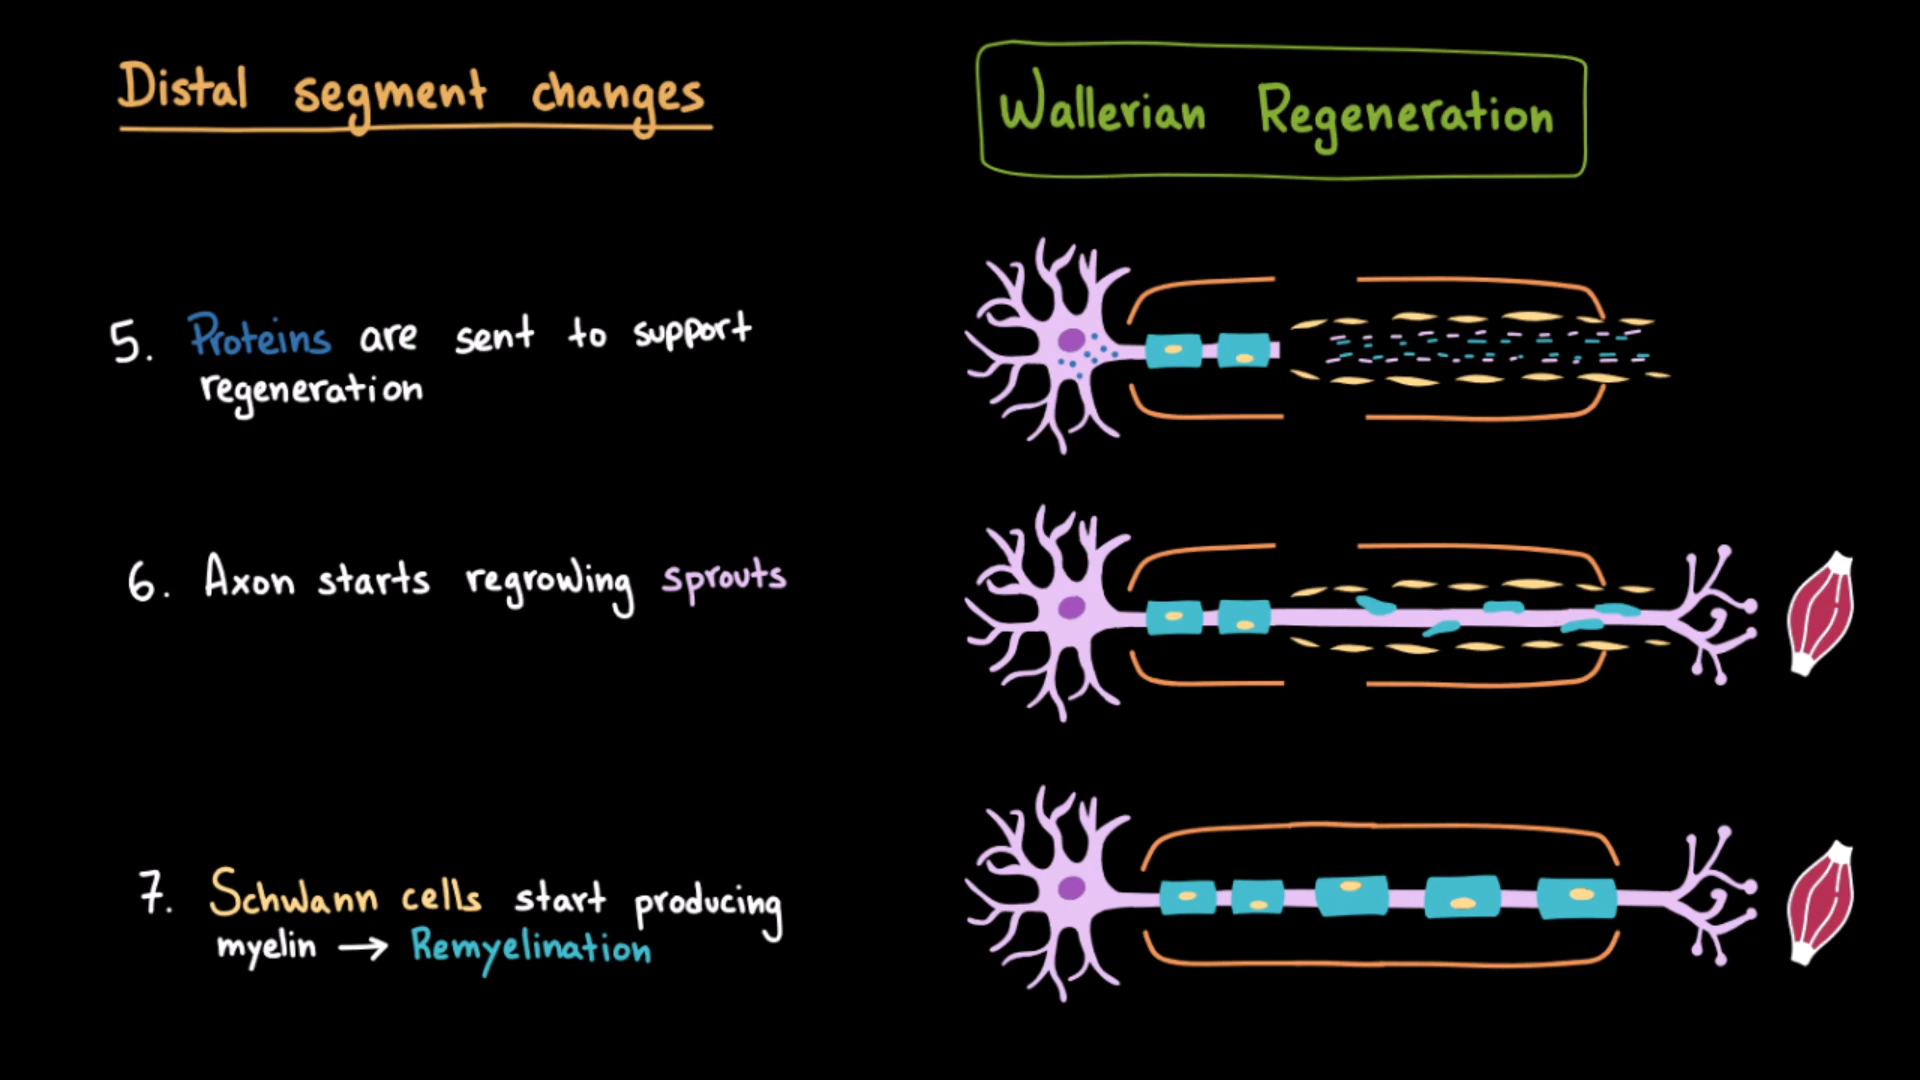 Distal segment changes
Wallerian Regeneration
5. Proteins are sent to support
regeneration
6. Axon starts regrowing sprouts
7. Schwann cells start producing
myelin → Remyelination